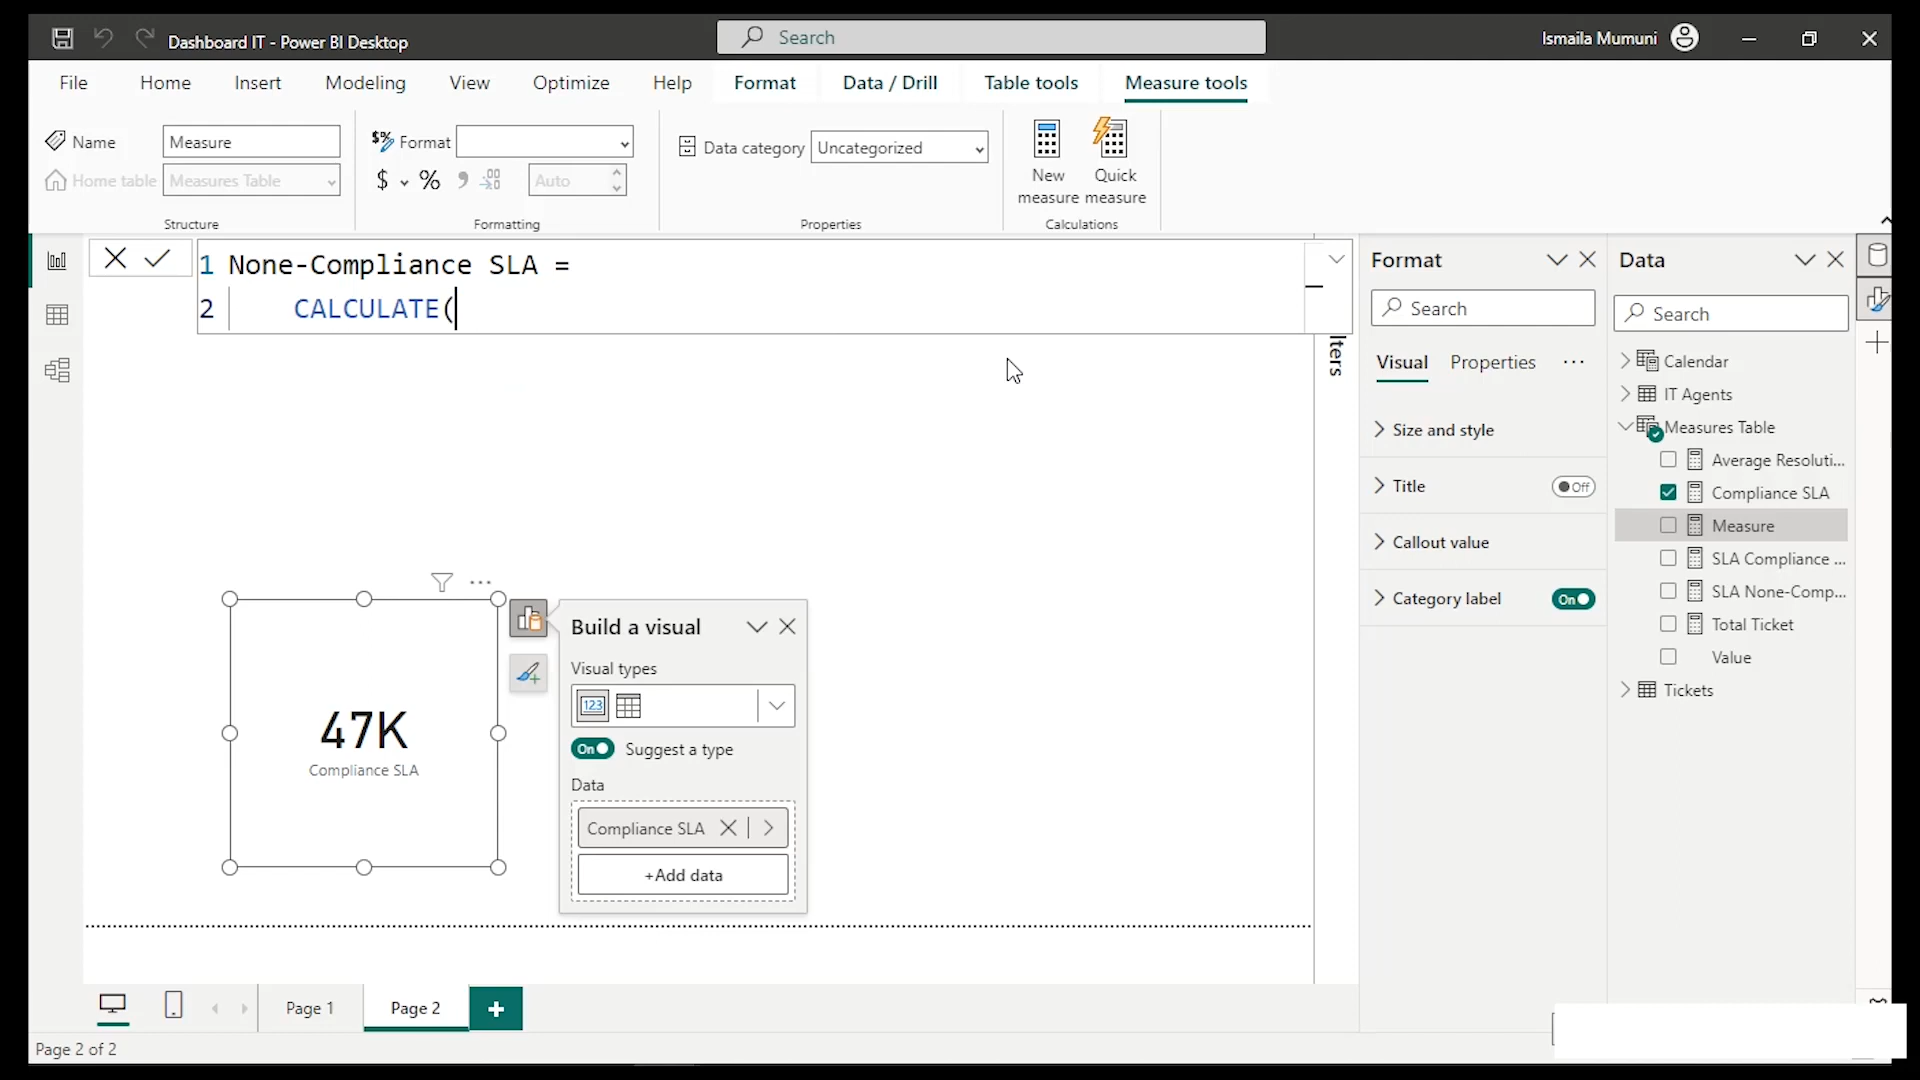 Dashboard IT - Power BI Desktop
Search
Ismaila Mumuni
File
Home
Insert
Modeling
View
Optimize
Help
Format
Data / Drill
Table tools
Measure tools
Name
Measure
Home table
Measures Table
Structure
$% Format
$ %
Auto
Formatting
Data category
Uncategorized
Properties
New measure
Quick measure
Calculations
1 None-Compliance SLA =
2 CALCULATE(
lters
Format
Search
Visual
Properties
Size and style
Title
Off
Callout value
Category label
On
Data
Search
Calendar
IT Agents
Measures Table
Average Resoluti...
Compliance SLA
Measure
SLA Compliance ...
SLA None-Comp...
Total Ticket
Value
Tickets
47K
Compliance SLA
Build a visual
Visual types
123
On
Suggest a type
Data
Compliance SLA
+Add data
Page 1
Page 2
Page 2 of 2